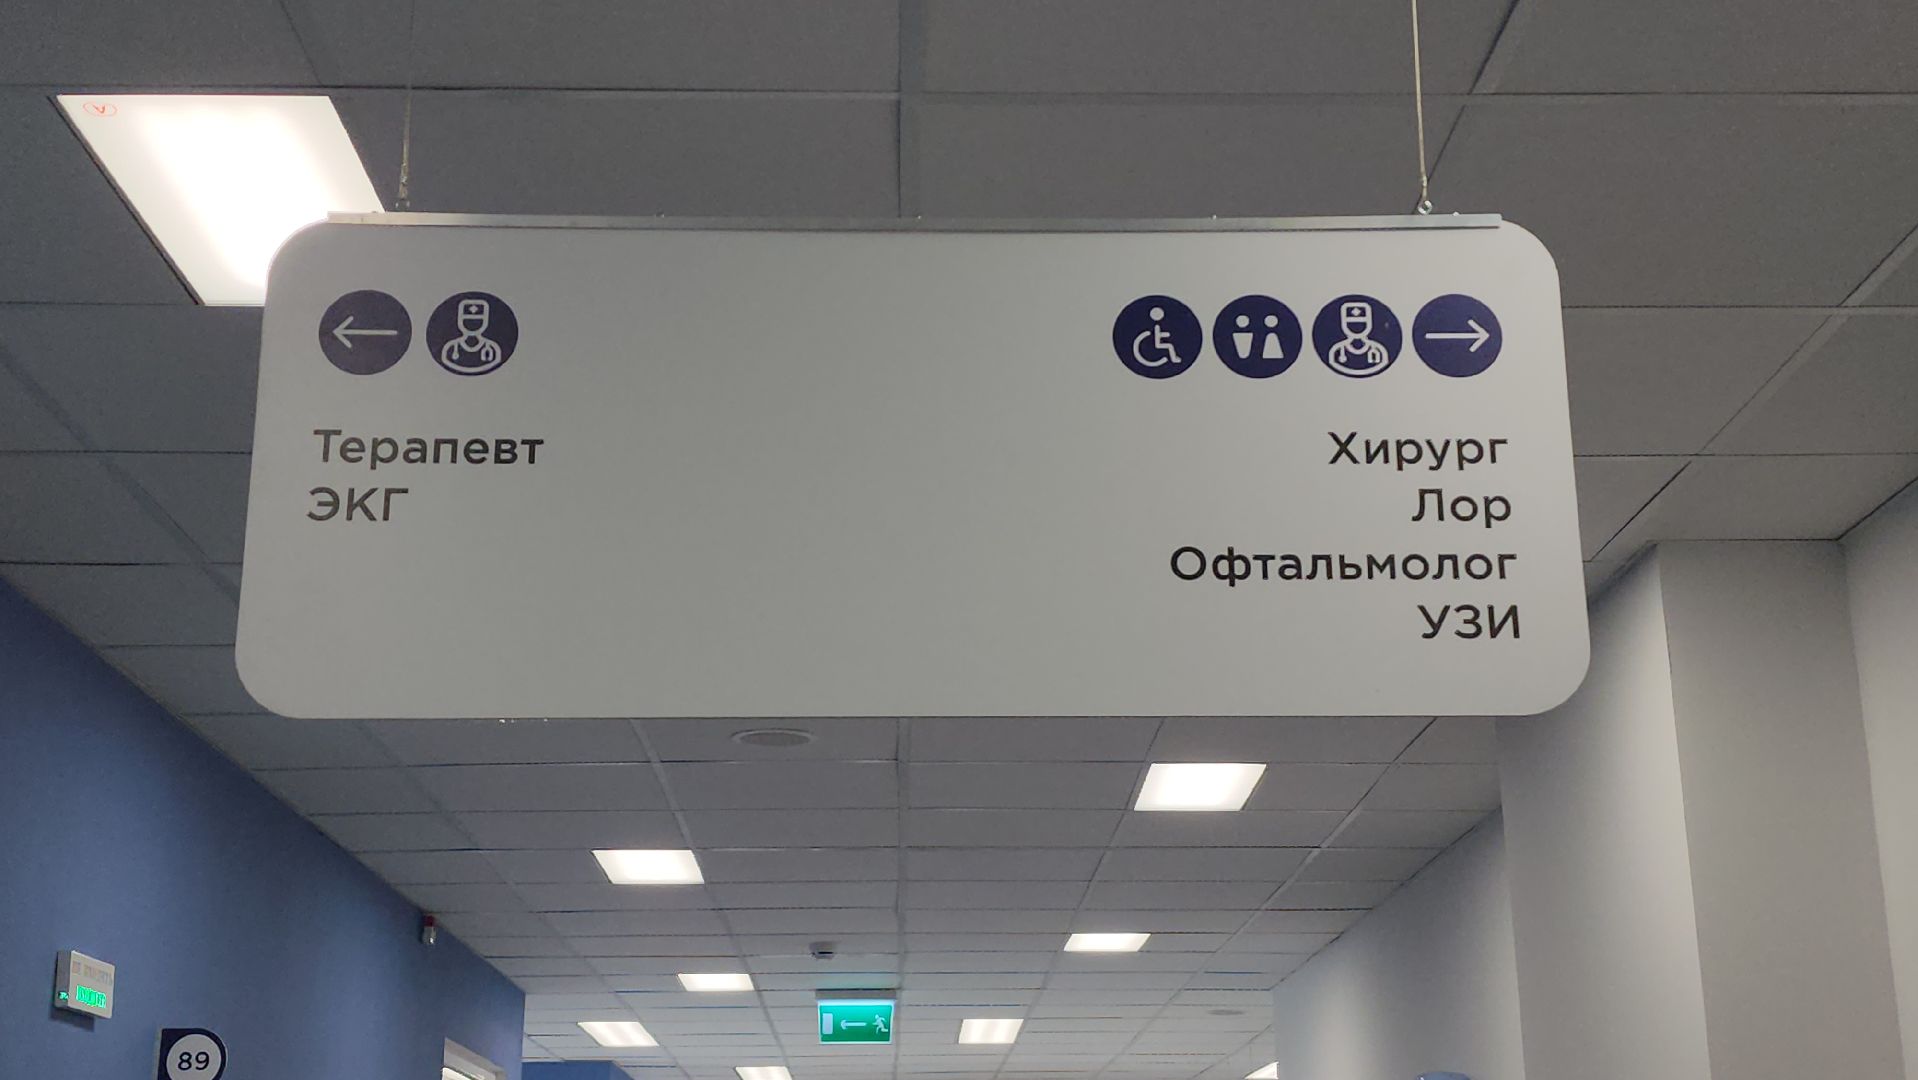 Терапевт
ЭКГ
Хирург
Лор
Офтальмолог
УЗИ
89